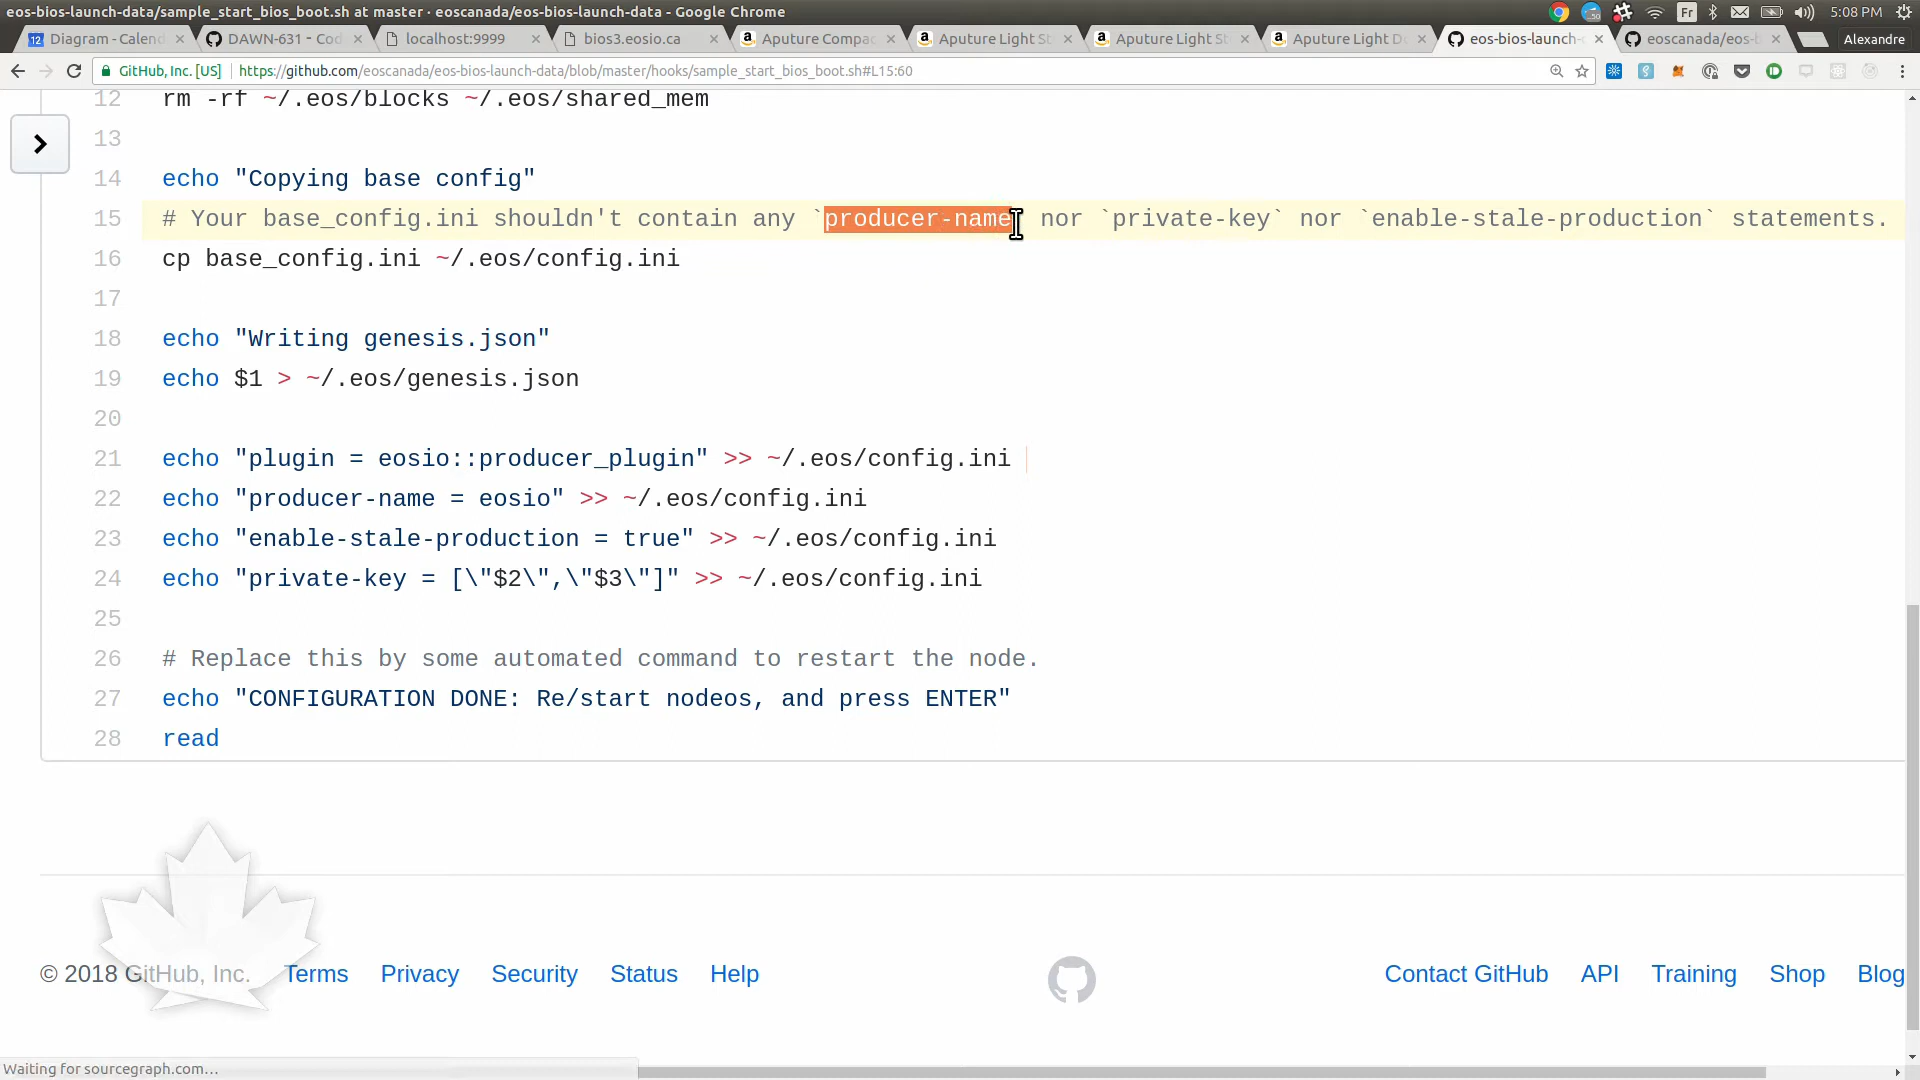 eos-bios-launch-data/sample_start_bios_boot.sh at master · eoscanada/eos-bios-launch-data - Google Chrome
Fr
5:08 PM
12 Diagram - Calend
DAWN-631 - Cod
localhost:9999
bios3.eosio.ca
Aputure Compac
Aputure Light St
Aputure Light St
Aputure Light D
eos-bios-launch-
eoscanada/eos-b
Alexandre
GitHub, Inc. [US]
https://github.com/eoscanada/eos-bios-launch-data/blob/master/hooks/sample_start_bios_boot.sh#L15:60
12 rm -rf ~/.eos/blocks ~/.eos/shared_mem
13
14 echo "Copying base config"
15 # Your base_config.ini shouldn't contain any `producer-name` nor `private-key` nor `enable-stale-production` statements.
16 cp base_config.ini ~/.eos/config.ini
17
18 echo "Writing genesis.json"
19 echo $1 > ~/.eos/genesis.json
20
21 echo "plugin = eosio::producer_plugin" >> ~/.eos/config.ini
22 echo "producer-name = eosio" >> ~/.eos/config.ini
23 echo "enable-stale-production = true" >> ~/.eos/config.ini
24 echo "private-key = [\"$2\",\"$3\"]" >> ~/.eos/config.ini
25
26 # Replace this by some automated command to restart the node.
27 echo "CONFIGURATION DONE: Re/start nodeos, and press ENTER"
28 read
© 2018 GitHub, Inc. Terms Privacy Security Status Help
Contact GitHub API Training Shop Blog
Waiting for sourcegraph.com...